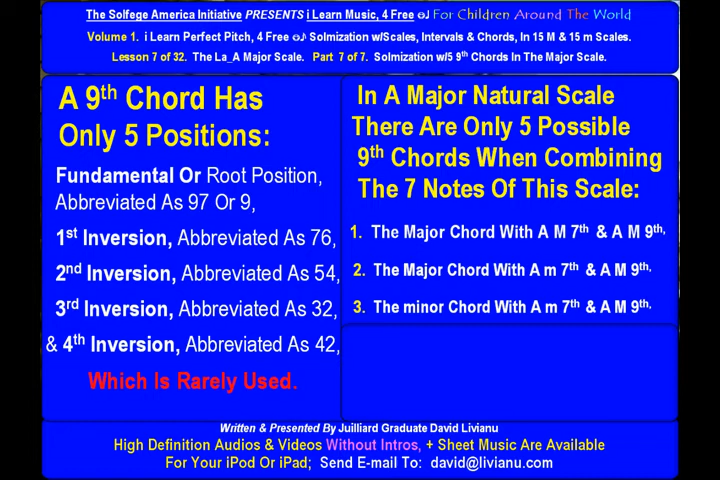 The Solfege America Initiative PRESENTS i Learn Music, 4 Free For Children Around The World
Volume 1. i Learn Perfect Pitch, 4 Free Solmization w/Scales, Intervals & Chords, In 15 M & 15 m Scales.
Lesson 7 of 32. The La_A Major Scale. Part 7 of 7. Solmization w/5 9th Chords In The Major Scale.
A 9th Chord Has
Only 5 Positions:
Fundamental Or Root Position,
Abbreviated As 97 Or 9,
1st Inversion, Abbreviated As 76,
2nd Inversion, Abbreviated As 54,
3rd Inversion, Abbreviated As 32,
& 4th Inversion, Abbreviated As 42,
Which Is Rarely Used.
In A Major Natural Scale
There Are Only 5 Possible
9th Chords When Combining
The 7 Notes Of This Scale:
1. The Major Chord With A M 7th & A M 9th.
2. The Major Chord With A m 7th & A M 9th.
3. The minor Chord With A m 7th & A M 9th.
Written & Presented By Juilliard Graduate David Livianu
High Definition Audios & Videos Without Intros, + Sheet Music Are Available
For Your iPod Or iPad; Send E-mail To: david@livianu.com